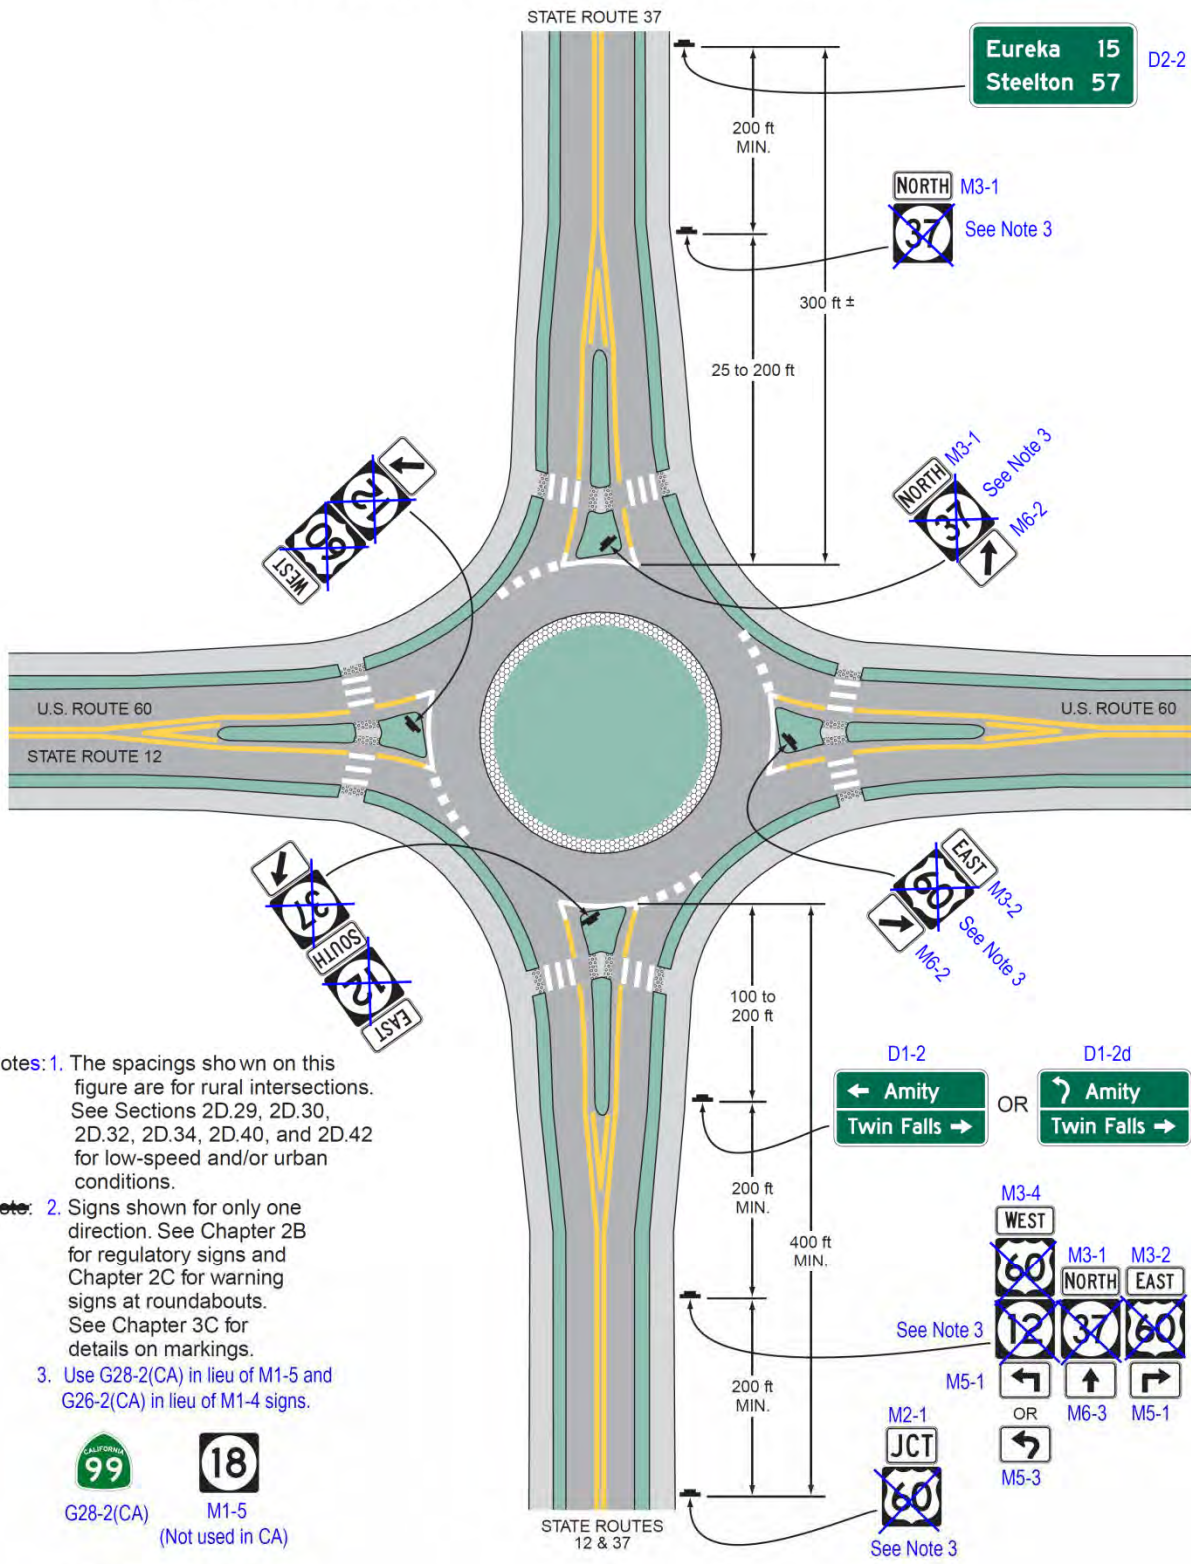 STATE ROUTE 37
Eureka 15
Steelton 57
D2-2
200 ft
MIN.
NORTH
M3-1
37
See Note 3
300 ft ±
25 to 200 ft
12
60
WEST
NORTH
M3-1
37
See Note 3
M6-2
U.S. ROUTE 60
STATE ROUTE 12
U.S. ROUTE 60
37
SOUTH
12
EAST
EAST
M3-2
60
See Note 3
M6-2
100 to
200 ft
D1-2
← Amity
Twin Falls →
OR
D1-2d
Amity
Twin Falls →
otes: 1. The spacings shown on this
figure are for rural intersections.
See Sections 2D.29, 2D.30,
2D.32, 2D.34, 2D.40, and 2D.42
for low-speed and/or urban
conditions.
ote: 2. Signs shown for only one
direction. See Chapter 2B
for regulatory signs and
Chapter 2C for warning
signs at roundabouts.
See Chapter 3C for
details on markings.
3. Use G28-2(CA) in lieu of M1-5 and
G26-2(CA) in lieu of M1-4 signs.
200 ft
MIN.
400 ft
MIN.
M3-4
WEST
60
M3-1
NORTH
M3-2
EAST
See Note 3
12
37
60
M5-1
OR
M6-3
M5-1
M5-3
200 ft
MIN.
M2-1
JCT
60
See Note 3
CALIFORNIA
99
G28-2(CA)
18
M1-5
(Not used in CA)
STATE ROUTES
12 & 37